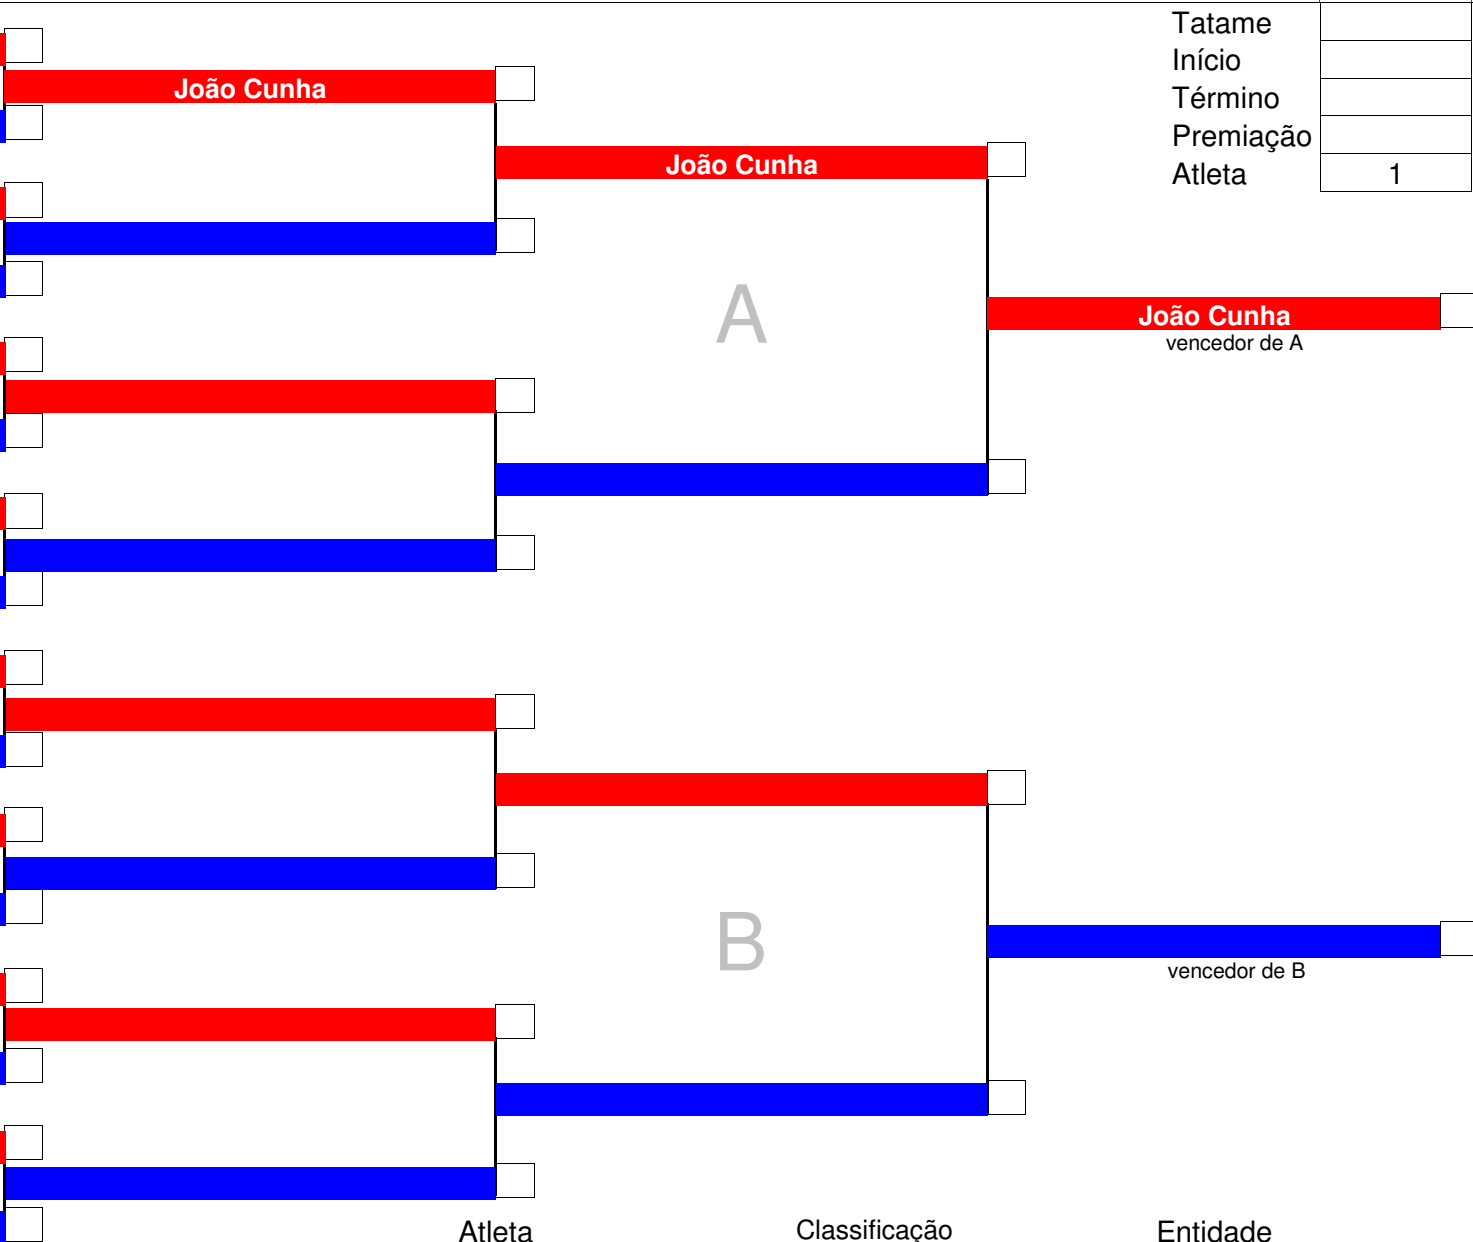 Tatame
Início
Término
Premiação
Atleta 1
João Cunha
João Cunha
A
João Cunha
vencedor de A
B
vencedor de B
Atleta Classificação Entidade